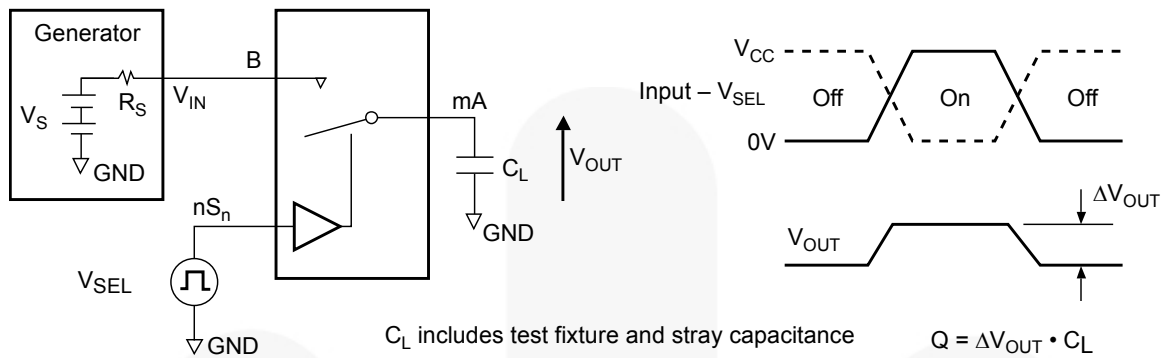 Generator
B
mA
R_S
V_IN
V_S
GND
C_L
V_OUT
GND
nS_n
V_SEL
GND
V_CC
Input – V_SEL
Off
On
Off
0V
ΔV_OUT
V_OUT
C_L includes test fixture and stray capacitance
Q = ΔV_OUT • C_L